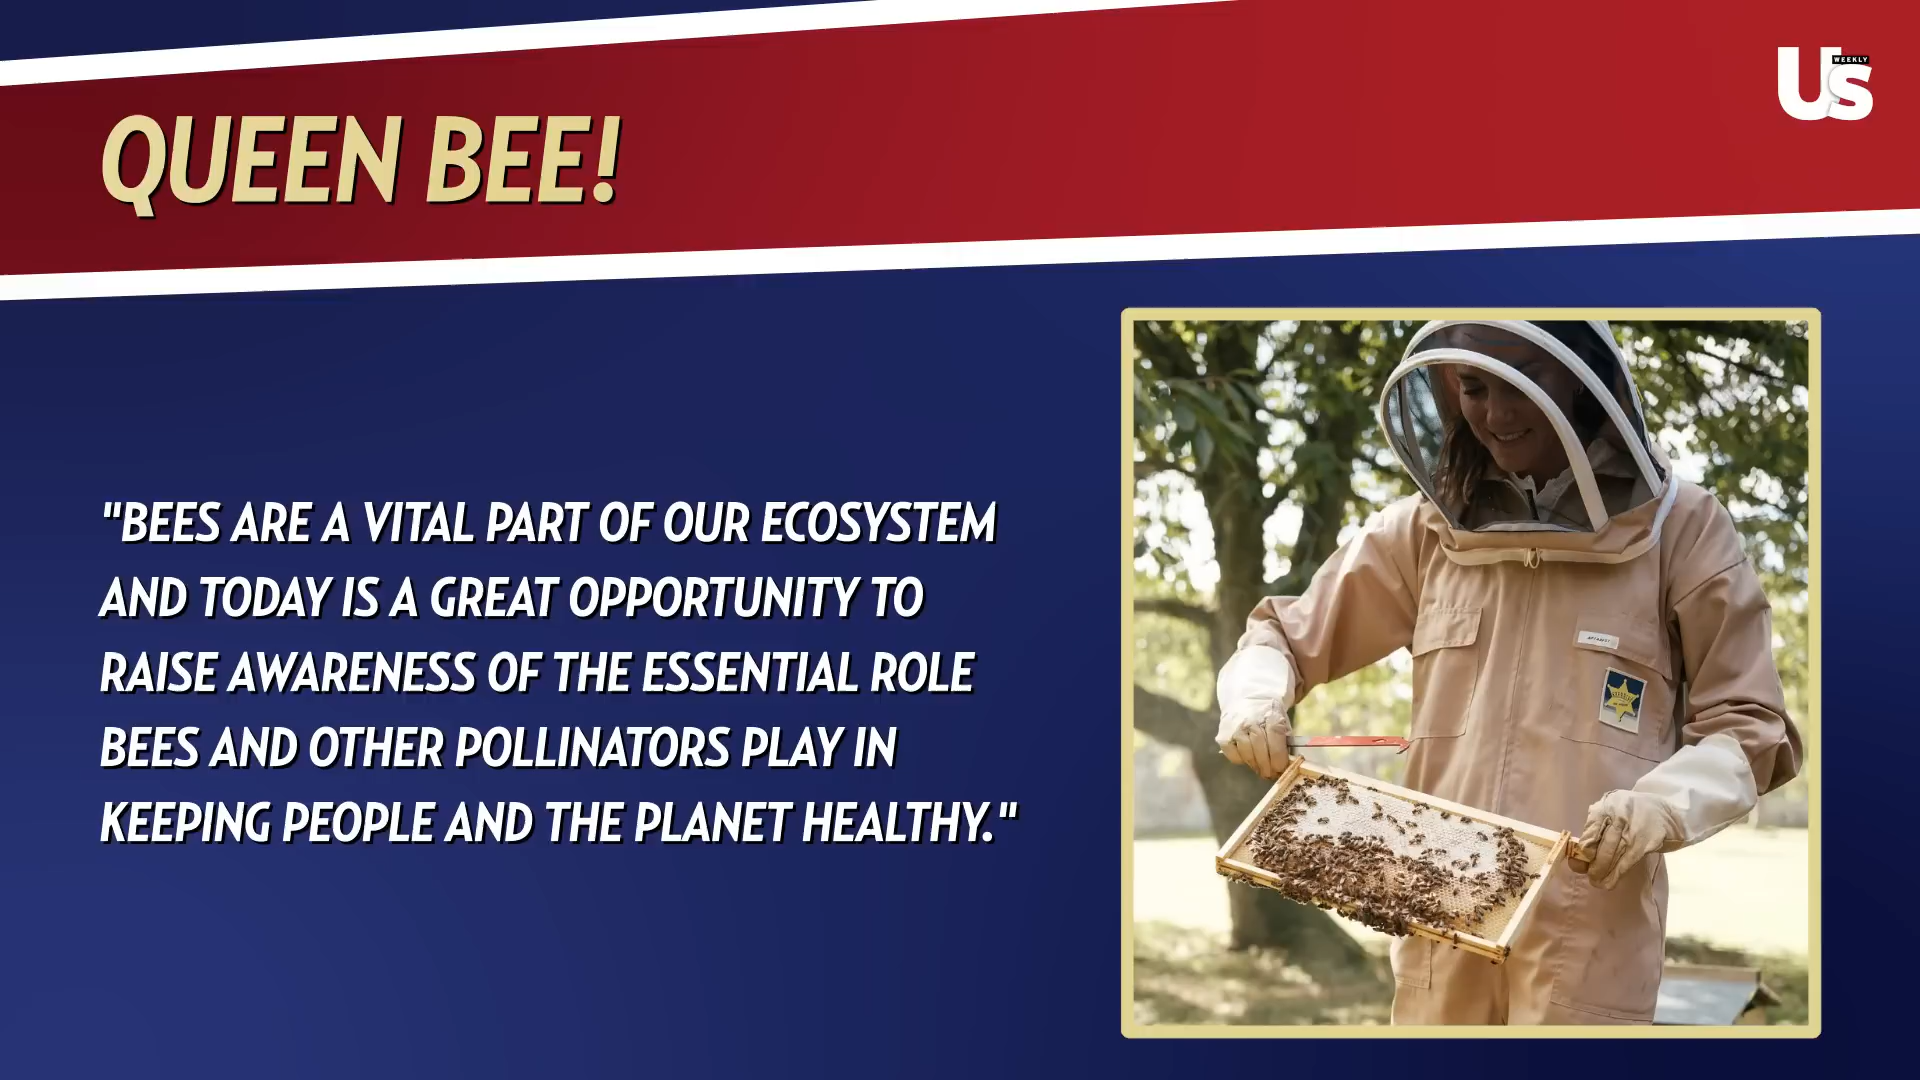 QUEEN BEE!
Us
WEEKLY
"BEES ARE A VITAL PART OF OUR ECOSYSTEM
AND TODAY IS A GREAT OPPORTUNITY TO
RAISE AWARENESS OF THE ESSENTIAL ROLE
BEES AND OTHER POLLINATORS PLAY IN
KEEPING PEOPLE AND THE PLANET HEALTHY."